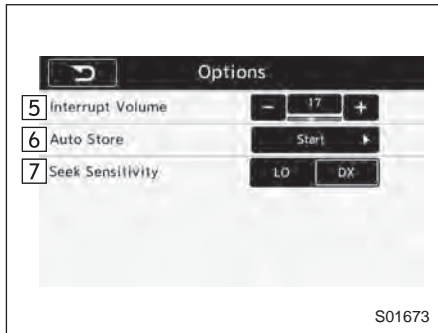 Options
5 Interrupt Volume - 17 +
6 Auto Store Start
7 Seek Sensitivity LO DX
S01673